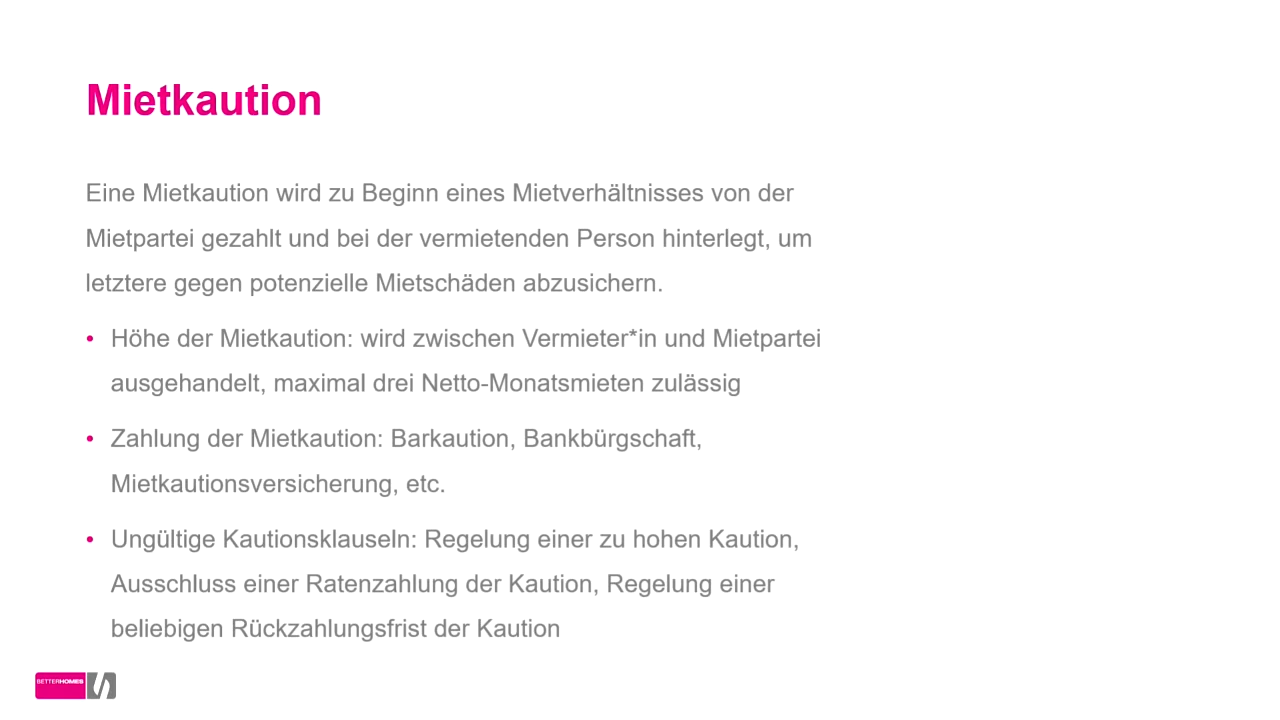 Mietkaution
Eine Mietkaution wird zu Beginn eines Mietverhältnisses von der
Mietpartei gezahlt und bei der vermietenden Person hinterlegt, um
letztere gegen potenzielle Mietschäden abzusichern.
• Höhe der Mietkaution: wird zwischen Vermieter*in und Mietpartei
ausgehandelt, maximal drei Netto-Monatsmieten zulässig
• Zahlung der Mietkaution: Barkaution, Bankbürgschaft,
Mietkautionsversicherung, etc.
• Ungültige Kautionsklauseln: Regelung einer zu hohen Kaution,
Ausschluss einer Ratenzahlung der Kaution, Regelung einer
beliebigen Rückzahlungsfrist der Kaution
BETTERHOMES